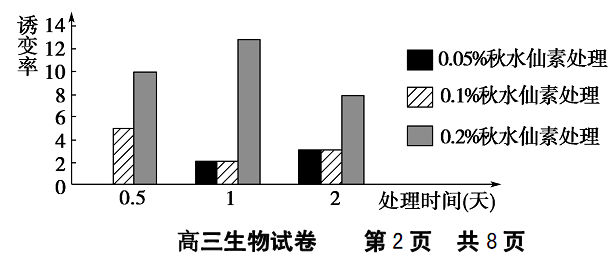 诱变率
14
12
10
8
6
4
2
0
0.05%秋水仙素处理
0.1%秋水仙素处理
0.2%秋水仙素处理
0.5 1 2 处理时间(天)
高三生物试卷 第 2 页 共 8 页